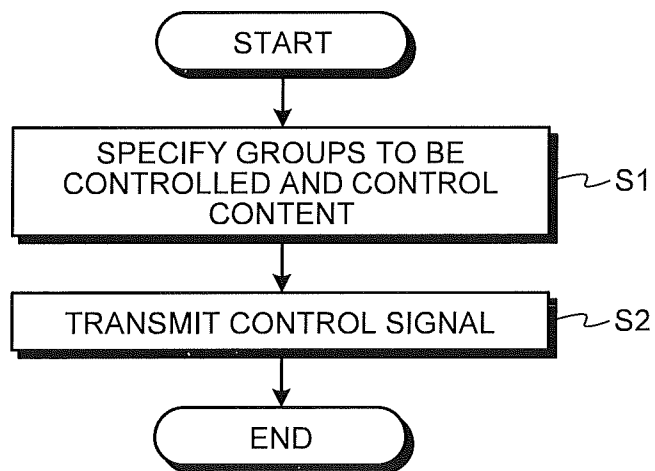 START
SPECIFY GROUPS TO BE
CONTROLLED AND CONTROL
CONTENT
S1
TRANSMIT CONTROL SIGNAL
S2
END